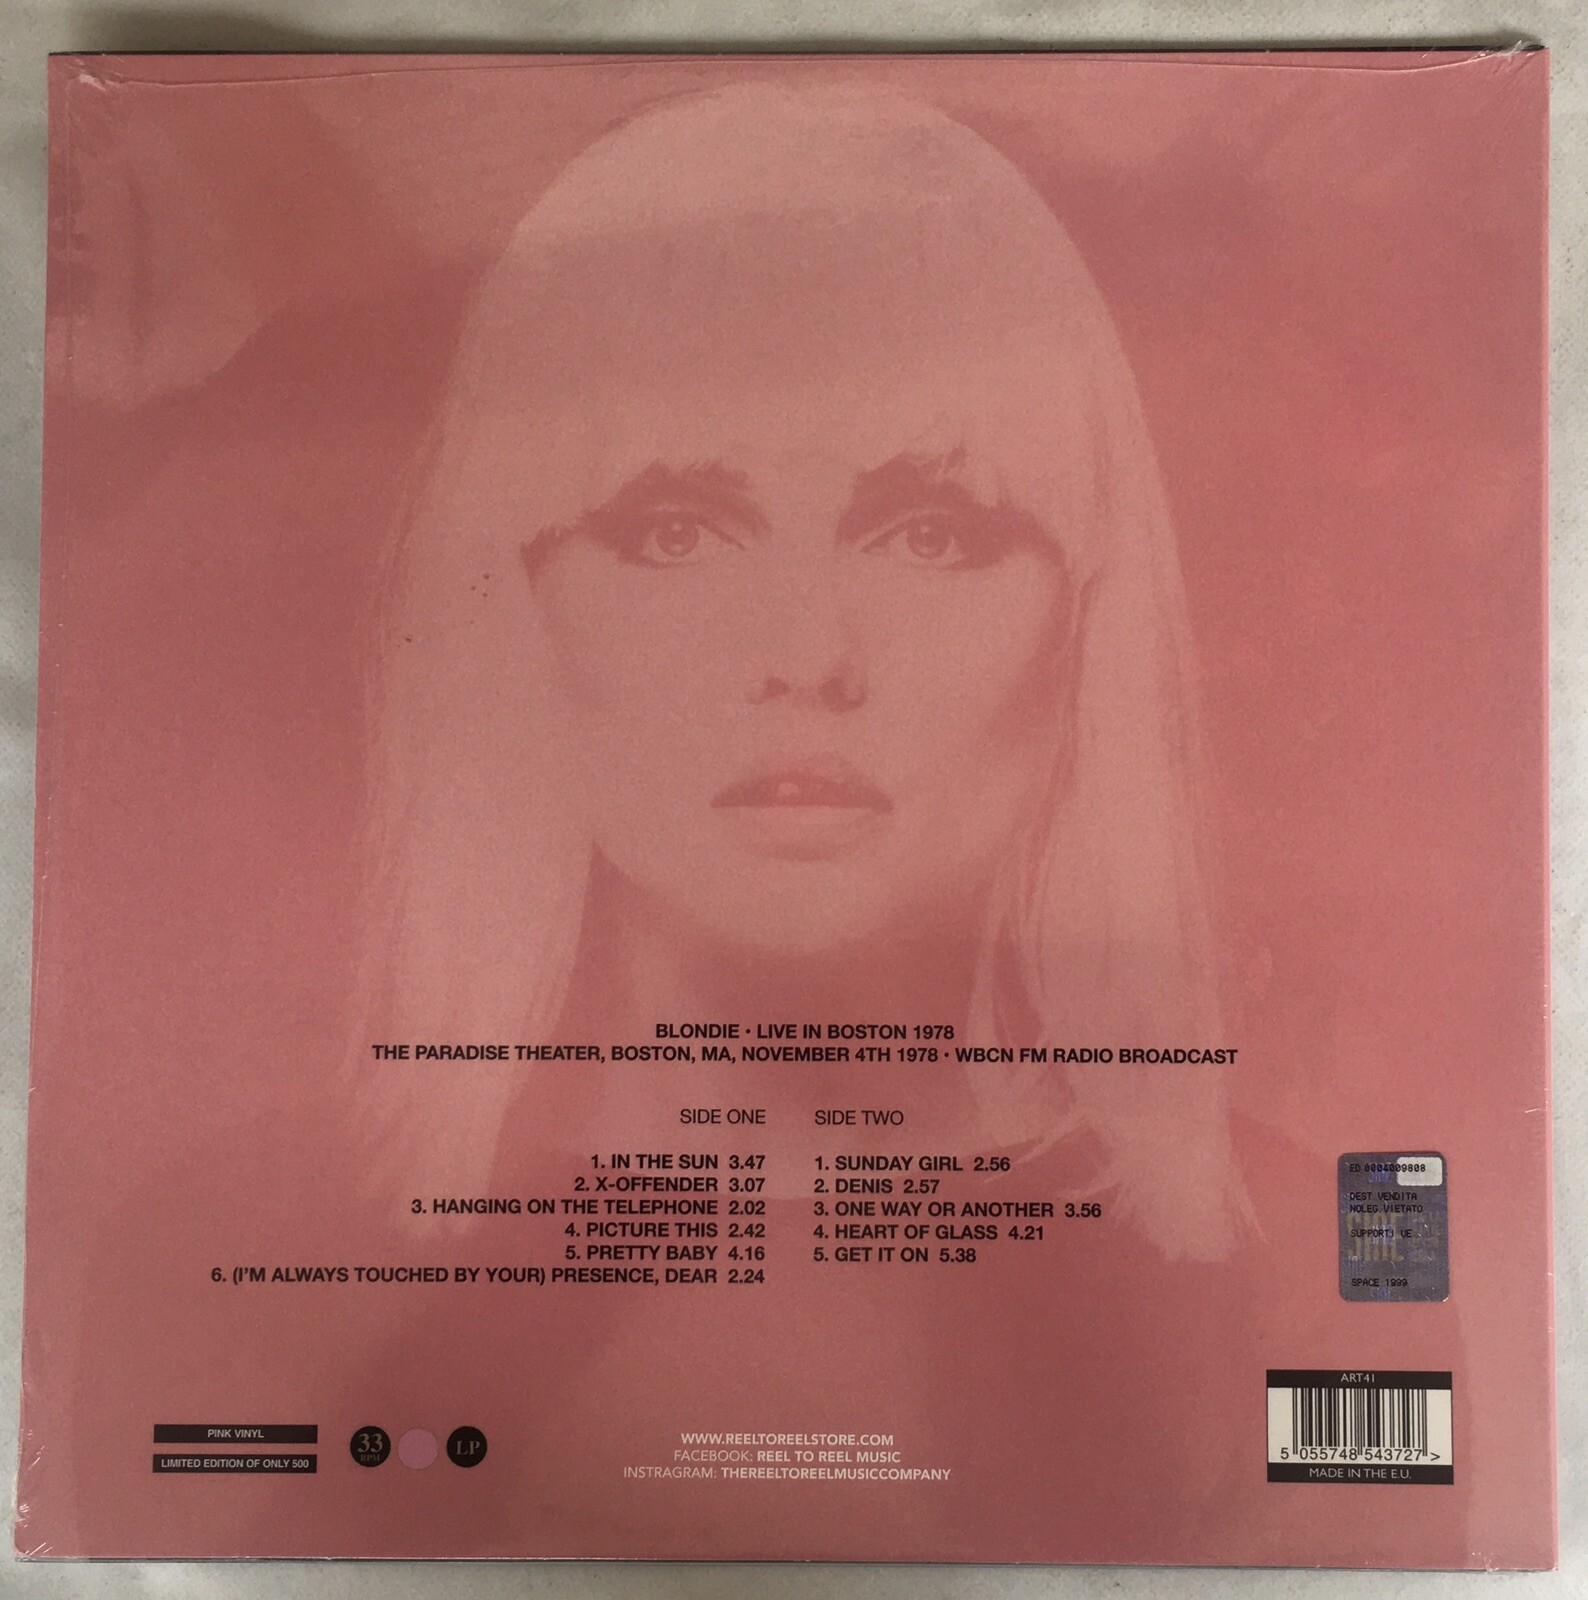 BLONDIE • LIVE IN BOSTON 1978
THE PARADISE THEATER, BOSTON, MA, NOVEMBER 4TH 1978 • WBCN FM RADIO BROADCAST
SIDE ONE
1. IN THE SUN 3.47
2. X-OFFENDER 3.07
3. HANGING ON THE TELEPHONE 2.02
4. PICTURE THIS 2.42
5. PRETTY BABY 4.16
6. (I'M ALWAYS TOUCHED BY YOUR) PRESENCE, DEAR 2.24
SIDE TWO
1. SUNDAY GIRL 2.56
2. DENIS 2.57
3. ONE WAY OR ANOTHER 3.56
4. HEART OF GLASS 4.21
5. GET IT ON 5.38
ED 0004009808
DEST VENDITA
NOLEG VIETATO
SUPPORTI UE
SPACE 1999
PINK VINYL
LIMITED EDITION OF ONLY 500
33
RPM
LP
WWW.REELTOREELSTORE.COM
FACEBOOK: REEL TO REEL MUSIC
INSTRAGRAM: THEREELTOREELMUSICCOMPANY
ART41
5 055748 543727 >
MADE IN THE E.U.